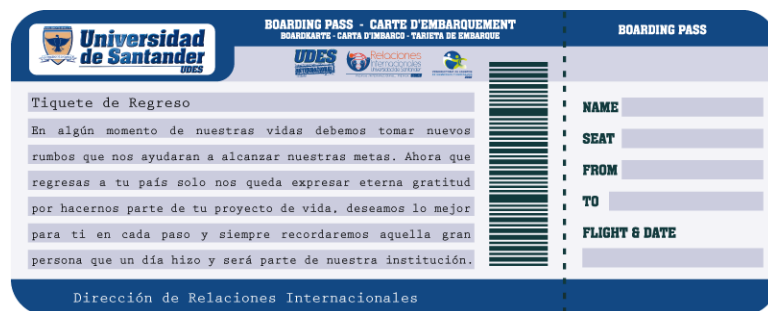 Universidad
de Santander
UDES
BOARDING PASS - CARTE D'EMBARQUEMENT
BOARDKARTE - CARTA D'IMBARCO - TARJETA DE EMBARQUE
UDES
INTERNACIONAL
Relaciones
Internacionales
Tiquete de Regreso
En algún momento de nuestras vidas debemos tomar nuevos
rumbos que nos ayudaran a alcanzar nuestras metas. Ahora que
regresas a tu país solo nos queda expresar eterna gratitud
por hacernos parte de tu proyecto de vida, deseamos lo mejor
para ti en cada paso y siempre recordaremos aquella gran
persona que un día hizo y será parte de nuestra institución.
Dirección de Relaciones Internacionales
BOARDING PASS
NAME
SEAT
FROM
TO
FLIGHT & DATE